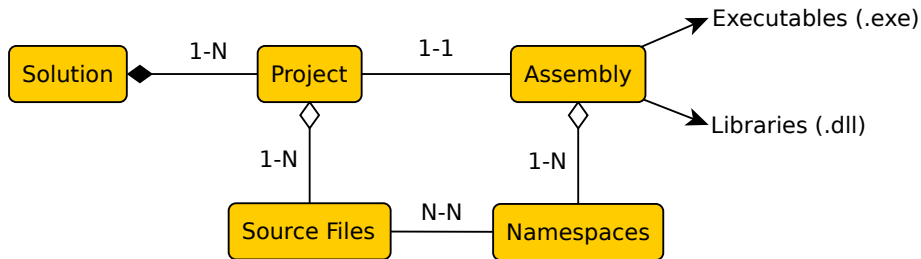 Executables (.exe)
1-N
1-1
Solution
Project
Assembly
Libraries (.dll)
1-N
1-N
N-N
Source Files
Namespaces